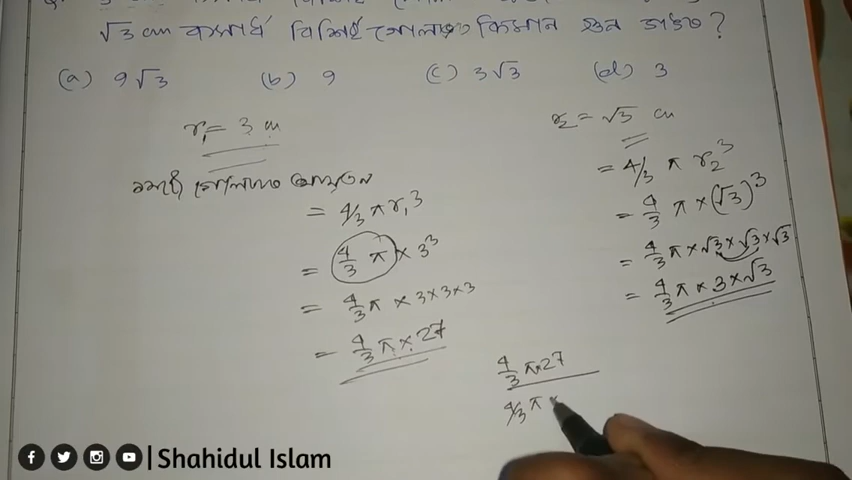 √3 cm ব্যাসার্ধ বিশিষ্ট গোলকের কিমান গুন হাততে ?
(a) 9√3 (b) 9 (c) 3√3 (d) 3
r₁ = 3 cm
= 4/3 π r₁³
= 4/3 π × 3³
= 4/3 π × 3 × 3 × 3
= 4/3 π × 27
r₂ = √3 cm
= 4/3 π r₂³
= 4/3 π × (√3)³
= 4/3 π × √3 × √3 × √3
= 4/3 π × 3 × √3
4/3 π × 27
4/3 π ×
| Shahidul Islam